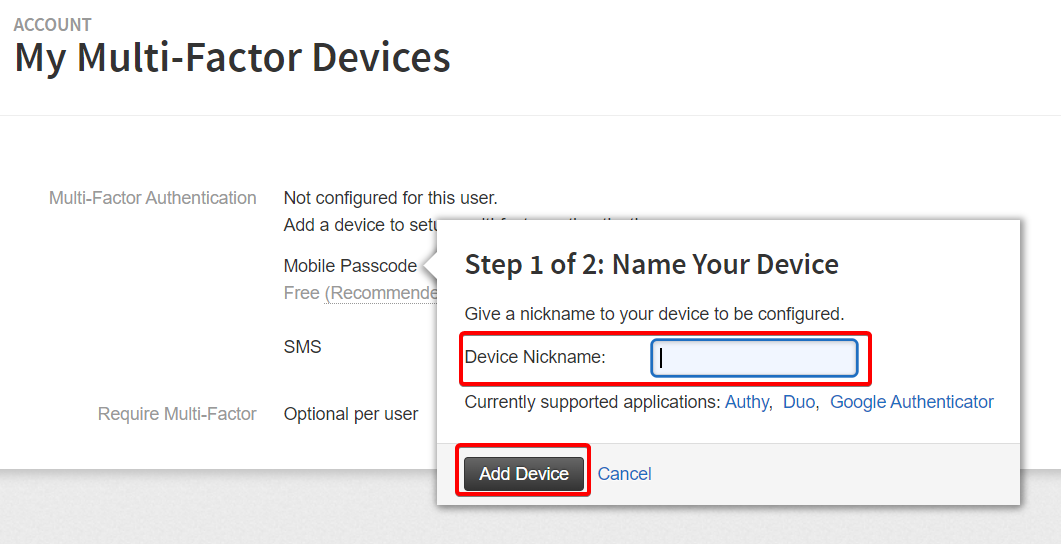 ACCOUNT
My Multi-Factor Devices
Multi-Factor Authentication
Not configured for this user.
Add a device to setu
Mobile Passcode
Free (Recommende
SMS
Require Multi-Factor
Optional per user
Step 1 of 2: Name Your Device
Give a nickname to your device to be configured.
Device Nickname:
Currently supported applications: Authy, Duo, Google Authenticator
Add Device
Cancel